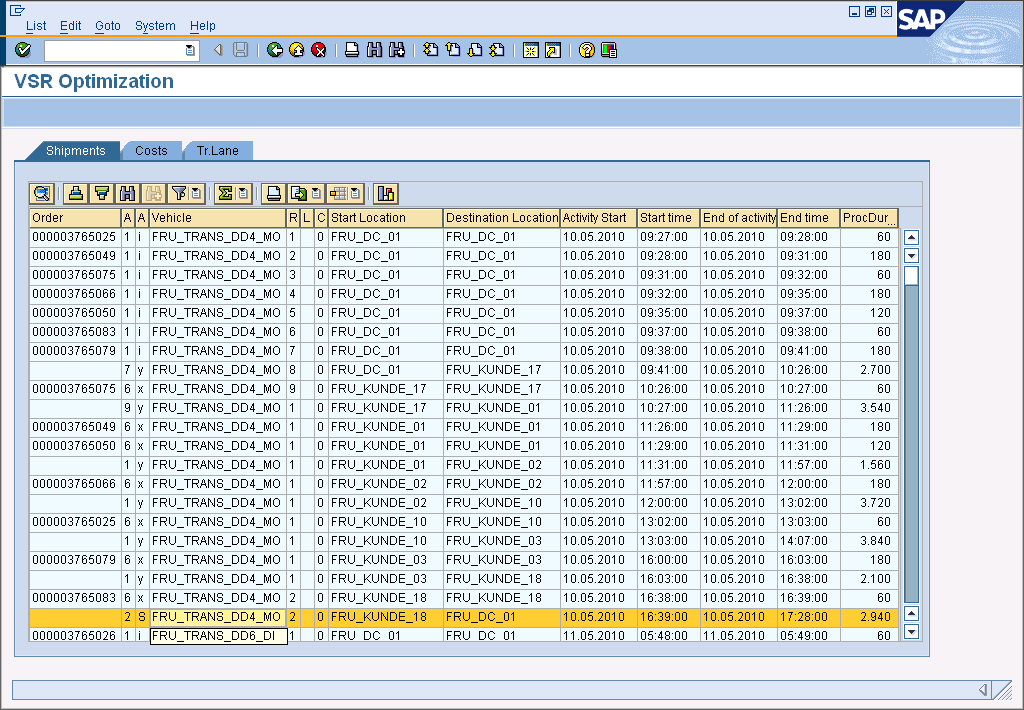 List Edit Goto System Help
SAP
VSR Optimization
Shipments Costs Tr.Lane
Order A A Vehicle R L C Start Location Destination Location Activity Start Start time End of activity End time ProcDur...
000003765025 1 i FRU_TRANS_DD4_MO 1 0 FRU_DC_01 FRU_DC_01 10.05.2010 09:27:00 10.05.2010 09:28:00 60
000003765049 1 i FRU_TRANS_DD4_MO 2 0 FRU_DC_01 FRU_DC_01 10.05.2010 09:28:00 10.05.2010 09:31:00 180
000003765075 1 i FRU_TRANS_DD4_MO 3 0 FRU_DC_01 FRU_DC_01 10.05.2010 09:31:00 10.05.2010 09:32:00 60
000003765066 1 i FRU_TRANS_DD4_MO 4 0 FRU_DC_01 FRU_DC_01 10.05.2010 09:32:00 10.05.2010 09:35:00 180
000003765050 1 i FRU_TRANS_DD4_MO 5 0 FRU_DC_01 FRU_DC_01 10.05.2010 09:35:00 10.05.2010 09:37:00 120
000003765083 1 i FRU_TRANS_DD4_MO 6 0 FRU_DC_01 FRU_DC_01 10.05.2010 09:37:00 10.05.2010 09:38:00 60
000003765079 1 i FRU_TRANS_DD4_MO 7 0 FRU_DC_01 FRU_DC_01 10.05.2010 09:38:00 10.05.2010 09:41:00 180
7 y FRU_TRANS_DD4_MO 8 0 FRU_DC_01 FRU_KUNDE_17 10.05.2010 09:41:00 10.05.2010 10:26:00 2.700
000003765075 6 x FRU_TRANS_DD4_MO 9 0 FRU_KUNDE_17 FRU_KUNDE_17 10.05.2010 10:26:00 10.05.2010 10:27:00 60
9 y FRU_TRANS_DD4_MO 1 0 FRU_KUNDE_17 FRU_KUNDE_01 10.05.2010 10:27:00 10.05.2010 11:26:00 3.540
000003765049 6 x FRU_TRANS_DD4_MO 1 0 FRU_KUNDE_01 FRU_KUNDE_01 10.05.2010 11:26:00 10.05.2010 11:29:00 180
000003765050 6 x FRU_TRANS_DD4_MO 1 0 FRU_KUNDE_01 FRU_KUNDE_01 10.05.2010 11:29:00 10.05.2010 11:31:00 120
1 y FRU_TRANS_DD4_MO 1 0 FRU_KUNDE_01 FRU_KUNDE_02 10.05.2010 11:31:00 10.05.2010 11:57:00 1.560
000003765066 6 x FRU_TRANS_DD4_MO 1 0 FRU_KUNDE_02 FRU_KUNDE_02 10.05.2010 11:57:00 10.05.2010 12:00:00 180
1 y FRU_TRANS_DD4_MO 1 0 FRU_KUNDE_02 FRU_KUNDE_10 10.05.2010 12:00:00 10.05.2010 13:02:00 3.720
000003765025 6 x FRU_TRANS_DD4_MO 1 0 FRU_KUNDE_10 FRU_KUNDE_10 10.05.2010 13:02:00 10.05.2010 13:03:00 60
1 y FRU_TRANS_DD4_MO 1 0 FRU_KUNDE_10 FRU_KUNDE_03 10.05.2010 13:03:00 10.05.2010 14:07:00 3.840
000003765079 6 x FRU_TRANS_DD4_MO 1 0 FRU_KUNDE_03 FRU_KUNDE_03 10.05.2010 16:00:00 10.05.2010 16:03:00 180
1 y FRU_TRANS_DD4_MO 1 0 FRU_KUNDE_03 FRU_KUNDE_18 10.05.2010 16:03:00 10.05.2010 16:38:00 2.100
000003765083 6 x FRU_TRANS_DD4_MO 2 0 FRU_KUNDE_18 FRU_KUNDE_18 10.05.2010 16:38:00 10.05.2010 16:39:00 60
2 S FRU_TRANS_DD4_MO 2 0 FRU_KUNDE_18 FRU_DC_01 10.05.2010 16:39:00 10.05.2010 17:28:00 2.940
000003765026 1 i FRU_TRANS_DD6_DI 1 0 FRU_DC_01 FRU_DC_01 11.05.2010 05:48:00 11.05.2010 05:49:00 60